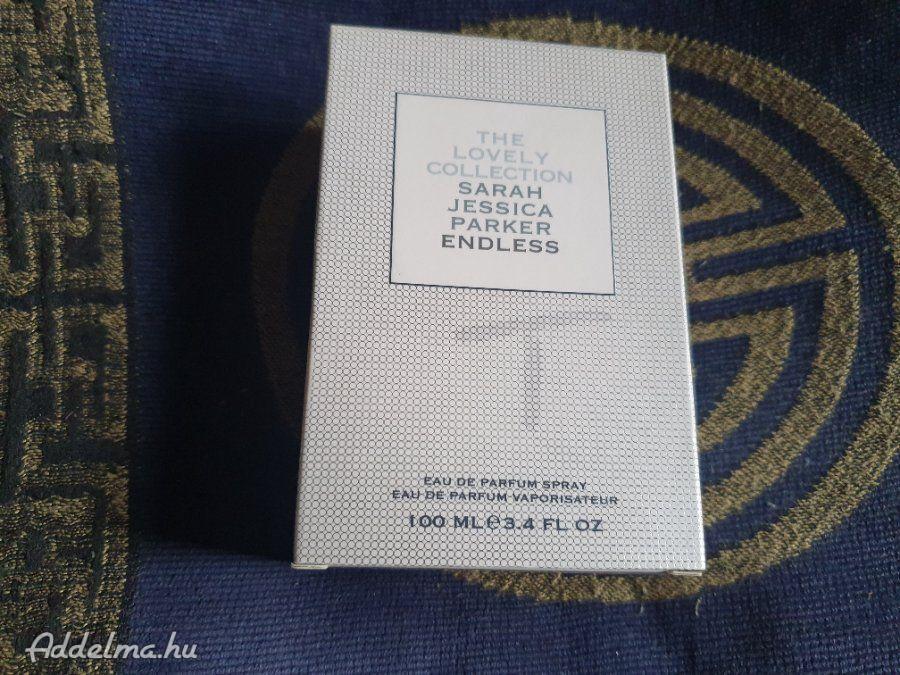 THE
LOVELY
COLLECTION
SARAH
JESSICA
PARKER
ENDLESS
EAU DE PARFUM SPRAY
EAU DE PARFUM VAPORISATEUR
100 ML ℮ 3.4 FL OZ
Addelma.hu